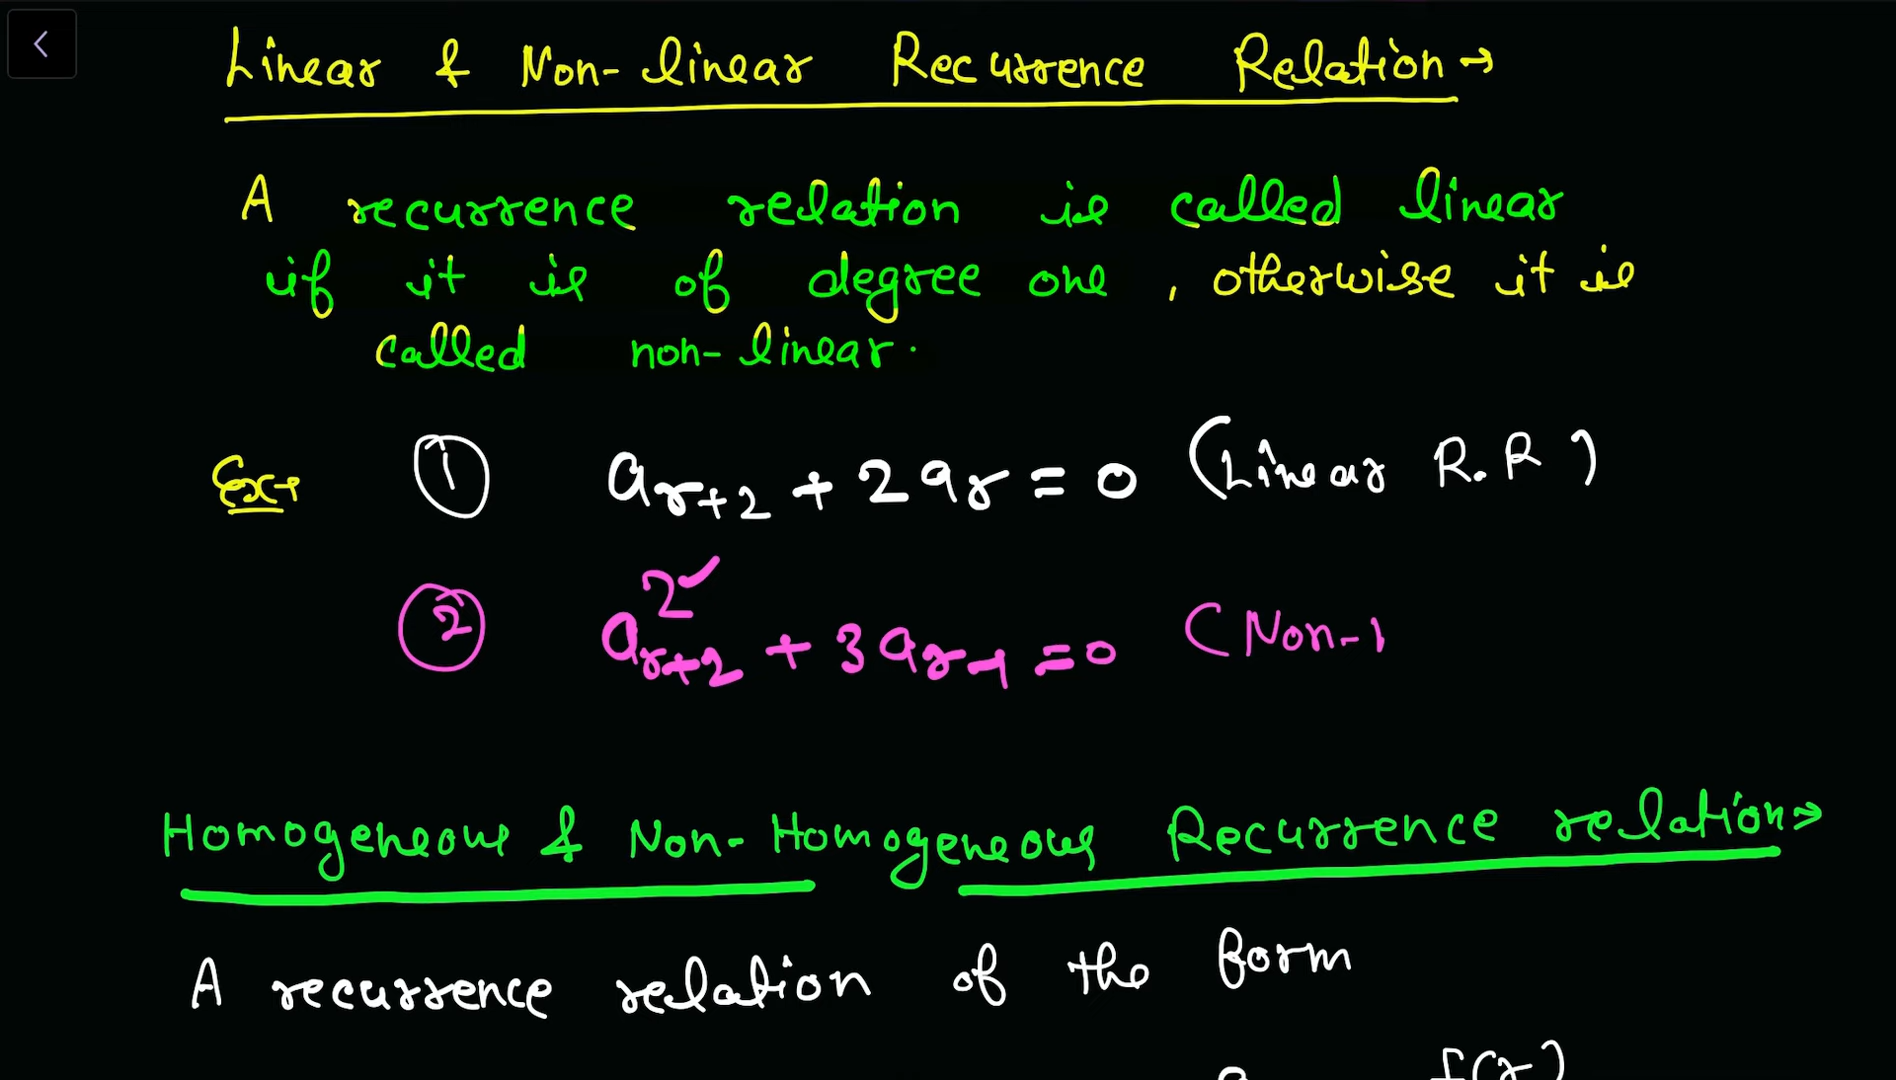 Linear & Non-linear Recurrence Relation→
A recurrence relation is called linear
if it is of degree one, otherwise it is
called non-linear.
Ex→ ① a_{r+2} + 2a_r = 0 (Linear R.R)
② a²_{r+2} + 3a_{r-1} = 0 (Non-l
Homogeneous & Non-Homogeneous Recurrence relation→
A recurrence relation of the form
f(r)